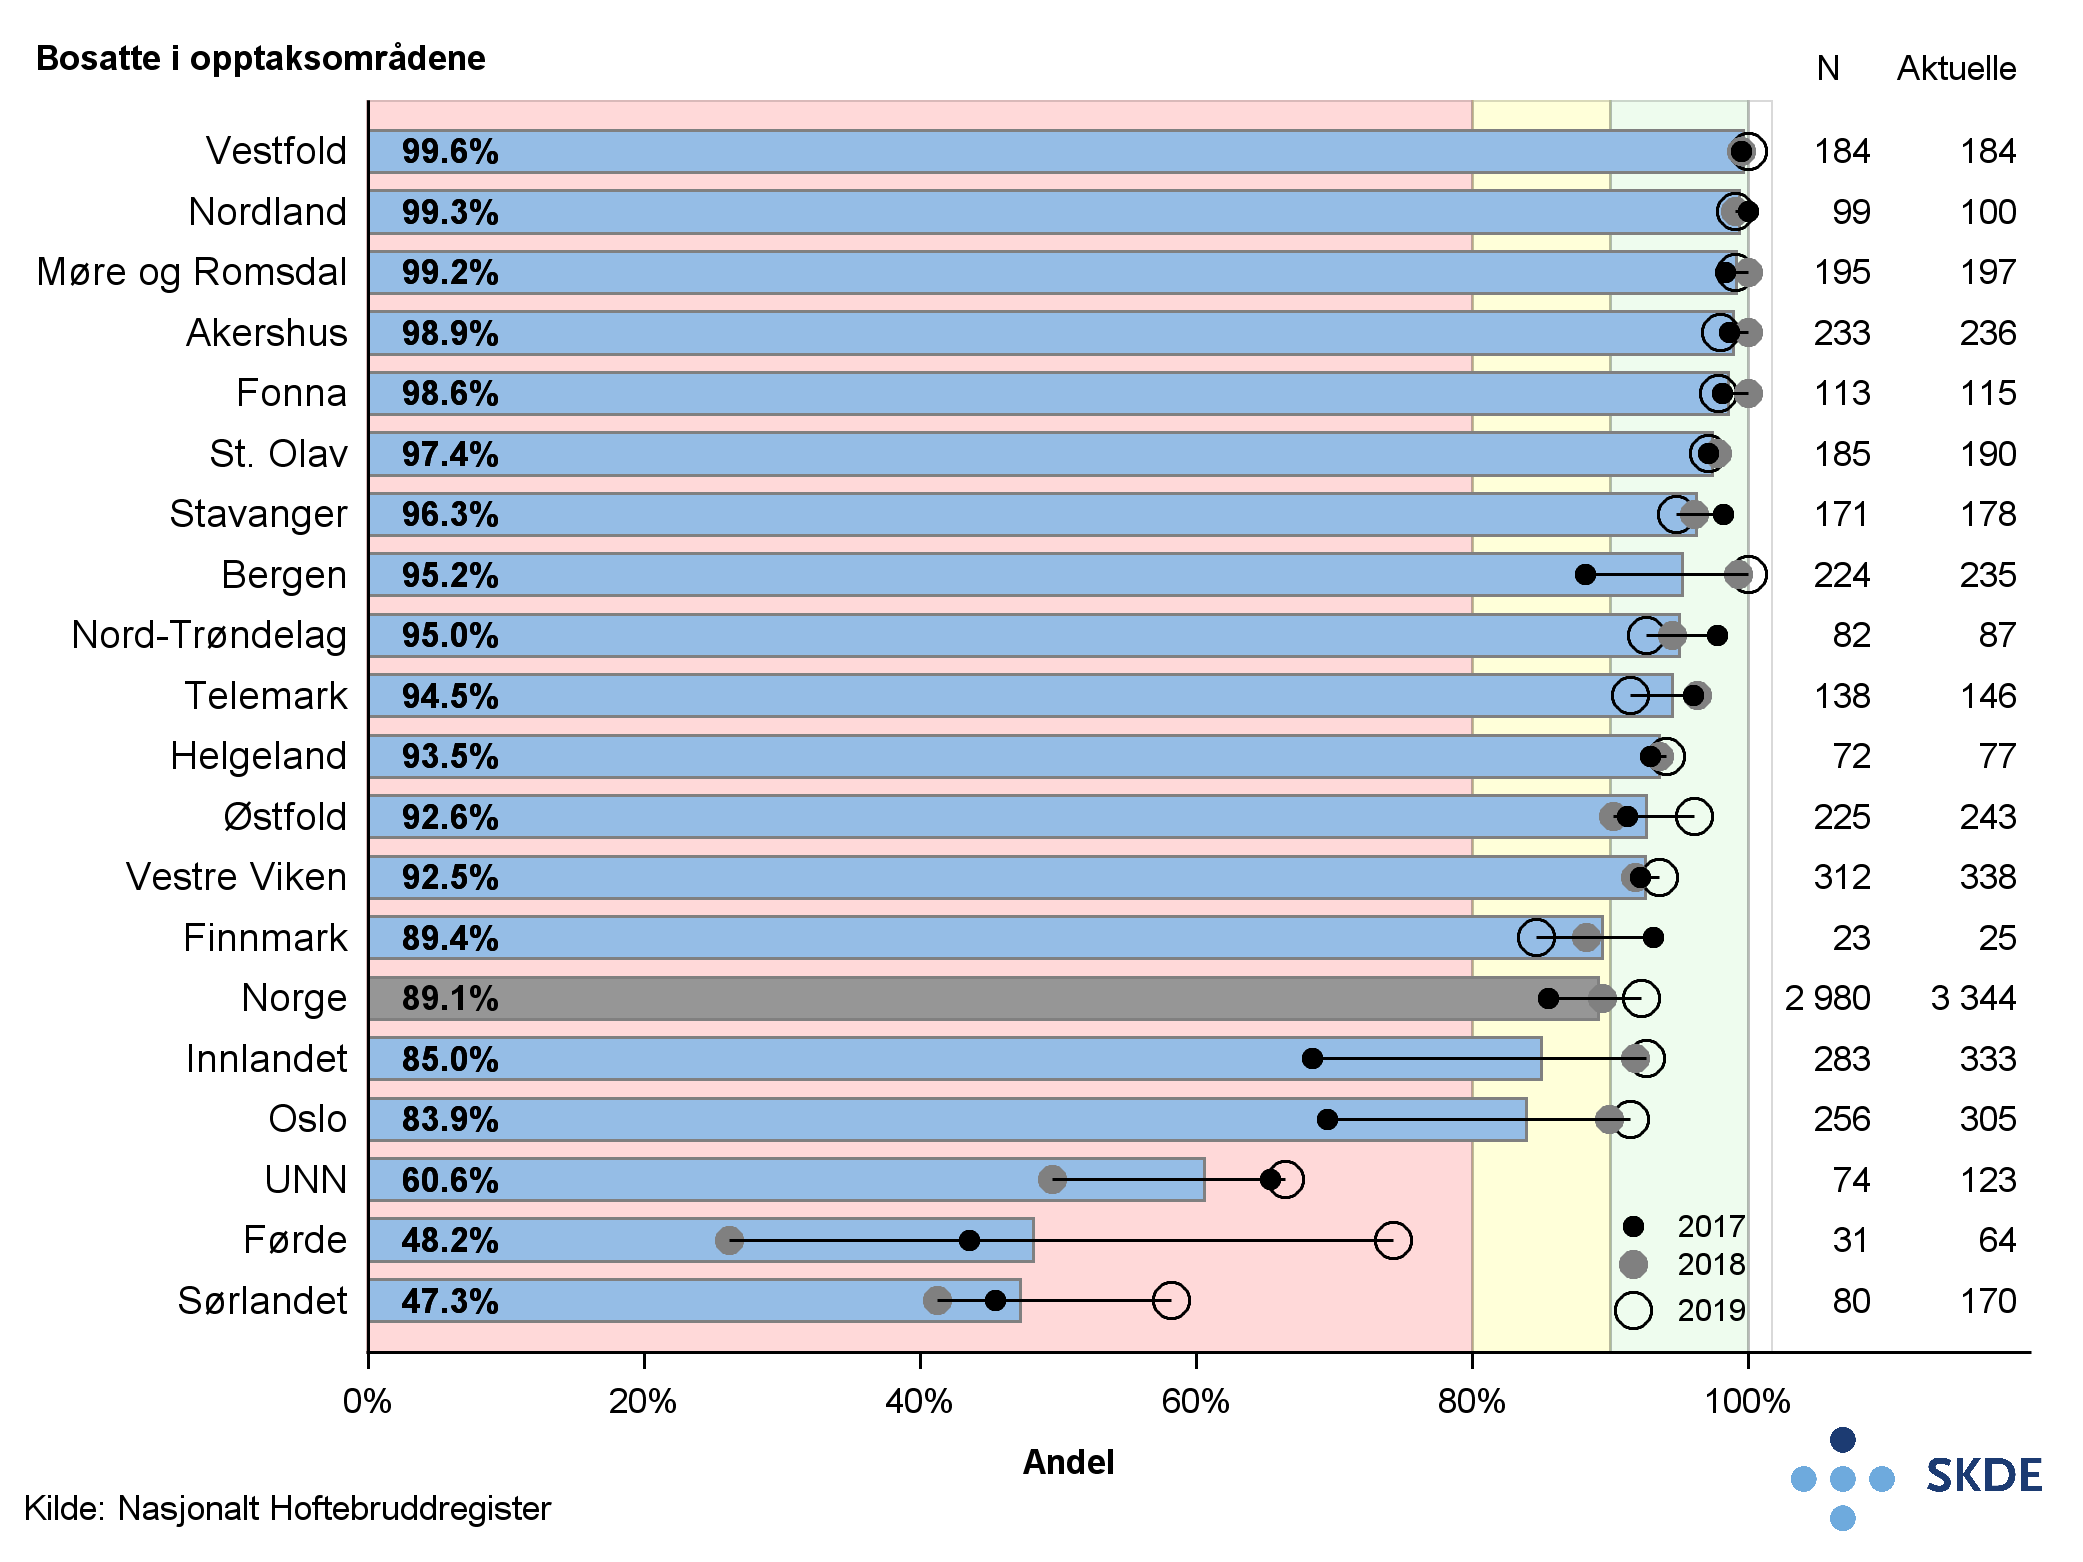 Bosatte i opptaksområdene N Aktuelle
Vestfold 99.6% 184 184
Nordland 99.3% 99 100
Møre og Romsdal 99.2% 195 197
Akershus 98.9% 233 236
Fonna 98.6% 113 115
St. Olav 97.4% 185 190
Stavanger 96.3% 171 178
Bergen 95.2% 224 235
Nord-Trøndelag 95.0% 82 87
Telemark 94.5% 138 146
Helgeland 93.5% 72 77
Østfold 92.6% 225 243
Vestre Viken 92.5% 312 338
Finnmark 89.4% 23 25
Norge 89.1% 2 980 3 344
Innlandet 85.0% 283 333
Oslo 83.9% 256 305
UNN 60.6% 74 123
Førde 48.2% 31 64
Sørlandet 47.3% 80 170
2017
2018
2019
0% 20% 40% 60% 80% 100%
Andel
SKDE
Kilde: Nasjonalt Hoftebruddregister